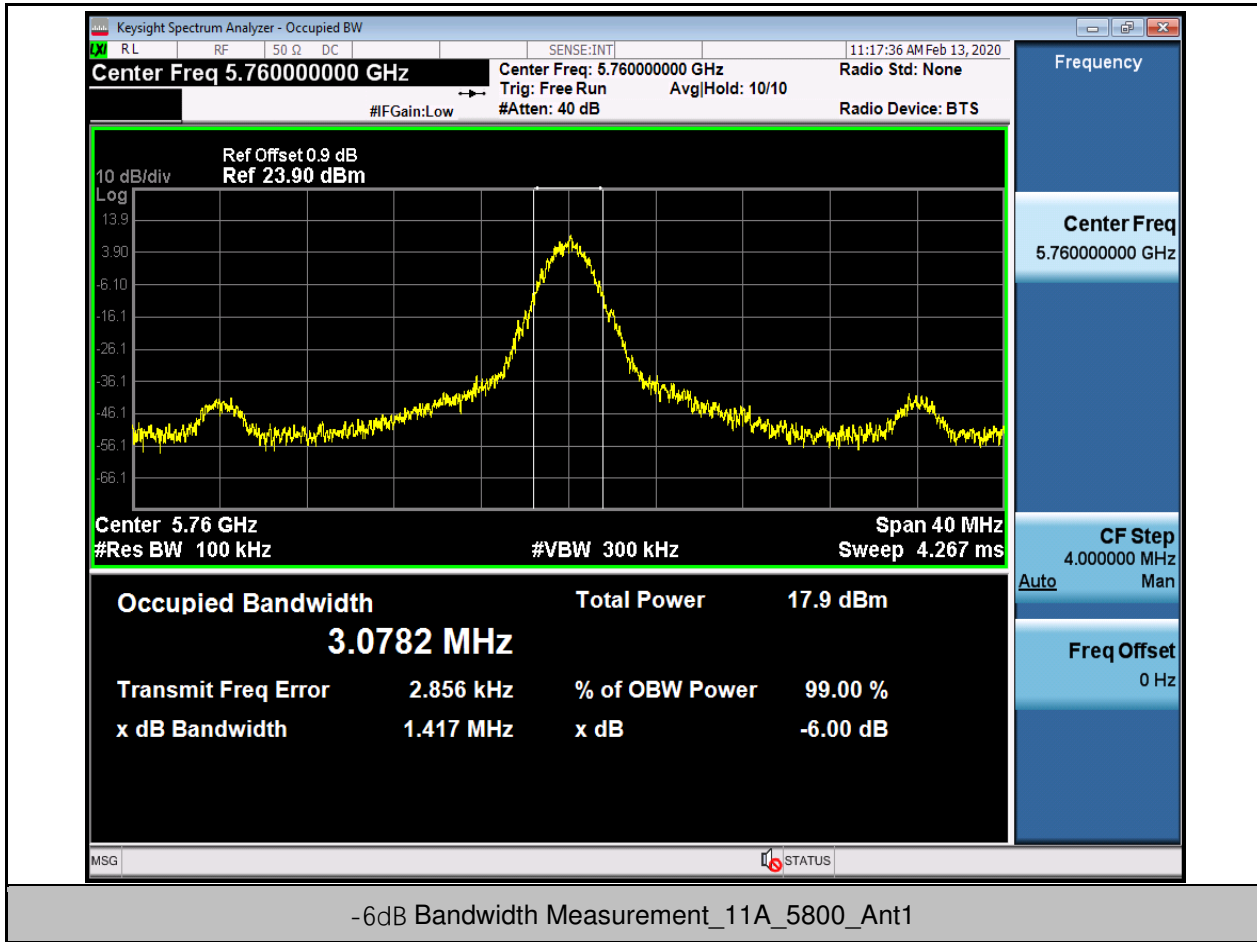 Keysight Spectrum Analyzer - Occupied BW
LXI RL RF 50 Ω DC SENSE:INT 11:17:36 AM Feb 13, 2020
Center Freq 5.760000000 GHz
Center Freq: 5.760000000 GHz Radio Std: None
Trig: Free Run Avg|Hold: 10/10
#IFGain:Low #Atten: 40 dB Radio Device: BTS
Ref Offset 0.9 dB
10 dB/div Ref 23.90 dBm
Log
13.9
3.90
-6.10
-16.1
-26.1
-36.1
-46.1
-56.1
-66.1
Center 5.76 GHz Span 40 MHz
#Res BW 100 kHz #VBW 300 kHz Sweep 4.267 ms
Occupied Bandwidth Total Power 17.9 dBm
3.0782 MHz
Transmit Freq Error 2.856 kHz % of OBW Power 99.00 %
x dB Bandwidth 1.417 MHz x dB -6.00 dB
Frequency
Center Freq
5.760000000 GHz
CF Step
4.000000 MHz
Auto Man
Freq Offset
0 Hz
MSG STATUS
-6dB Bandwidth Measurement_11A_5800_Ant1